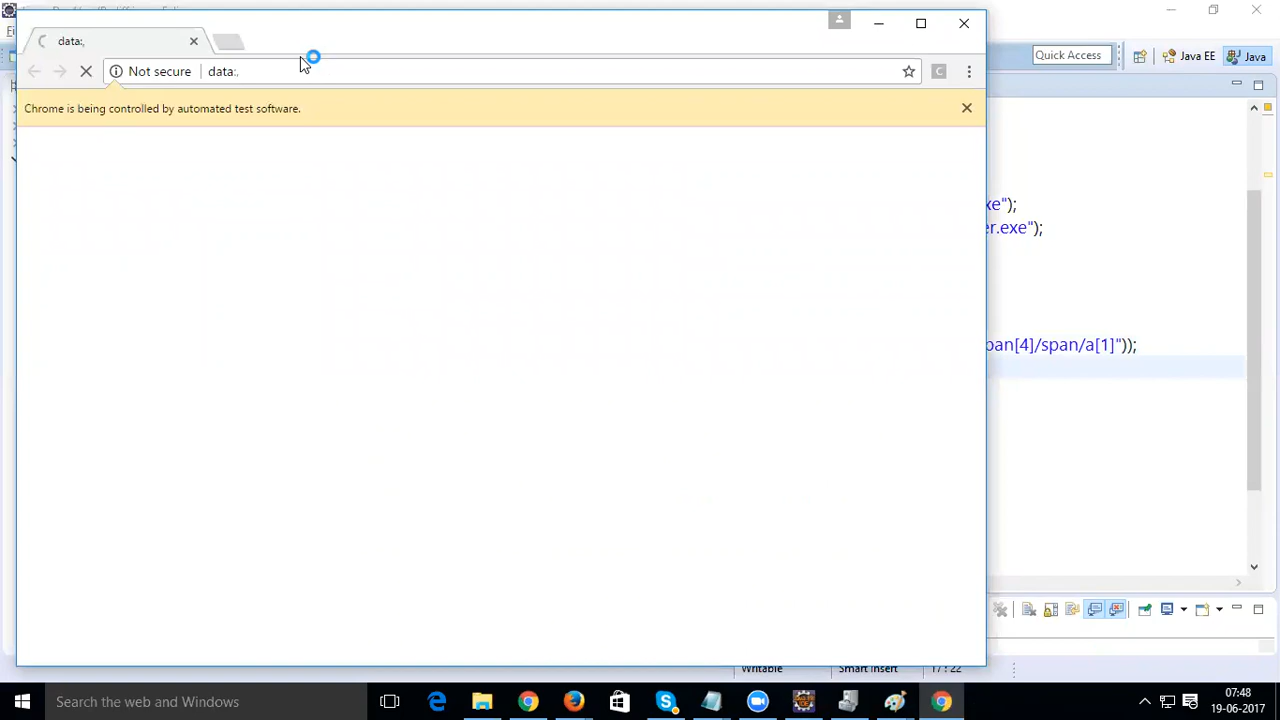 data:,
Quick Access
Java EE
Java
Not secure
data:,
Chrome is being controlled by automated test software.
xe");
er.exe");
pan[4]/span/a[1]"));
Writable
Smart Insert
17 : 22
Search the web and Windows
07:48
19-06-2017